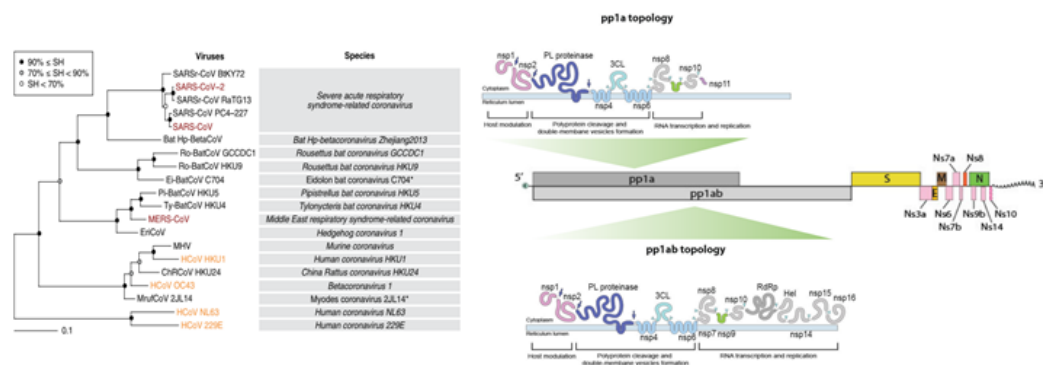 90% ≤ SH
70% ≤ SH < 90%
SH < 70%
Viruses
Species
SARSr-CoV BtKY72
SARS-CoV-2
SARSr-CoV RaTG13
SARS-CoV PC4-227
SARS-CoV
Severe acute respiratory
syndrome-related coronavirus
Bat Hp-BetaCoV Bat Hp-betacoronavirus Zhejiang2013
Ro-BatCoV GCCDC1 Rousettus bat coronavirus GCCDC1
Ro-BatCoV HKU9 Rousettus bat coronavirus HKU9
Ei-BatCoV C704 Eidolon bat coronavirus C704*
Pi-BatCoV HKU5 Pipistrellus bat coronavirus HKU5
Ty-BatCoV HKU4 Tylonycteris bat coronavirus HKU4
MERS-CoV Middle East respiratory syndrome-related coronavirus
EriCoV Hedgehog coronavirus 1
MHV Murine coronavirus
HCoV HKU1 Human coronavirus HKU1
ChRCoV HKU24 China Rattus coronavirus HKU24
HCoV OC43 Betacoronavirus 1
MrufCoV 2JL14 Myodes coronavirus 2JL14*
HCoV NL63 Human coronavirus NL63
HCoV 229E Human coronavirus 229E
0.1
pp1a topology
nsp1
nsp2
PL proteinase
3CL
nsp8
nsp10
nsp11
Cytoplasm
Reticulum lumen
nsp4
nsp6
Host modulation
Polyprotein cleavage and
double-membrane vesicles formation
RNA transcription and replication
5'
pp1a
pp1ab
S
E
M
N
3'
Ns7a
Ns8
Ns3a
Ns6
Ns7b
Ns9b
Ns14
Ns10
pp1ab topology
nsp1
nsp2
PL proteinase
3CL
nsp8
nsp10
RdRp
Hel
nsp15
nsp16
Cytoplasm
Reticulum lumen
nsp4
nsp6
nsp7
nsp9
nsp14
Host modulation
Polyprotein cleavage and
double-membrane vesicles formation
RNA transcription and replication